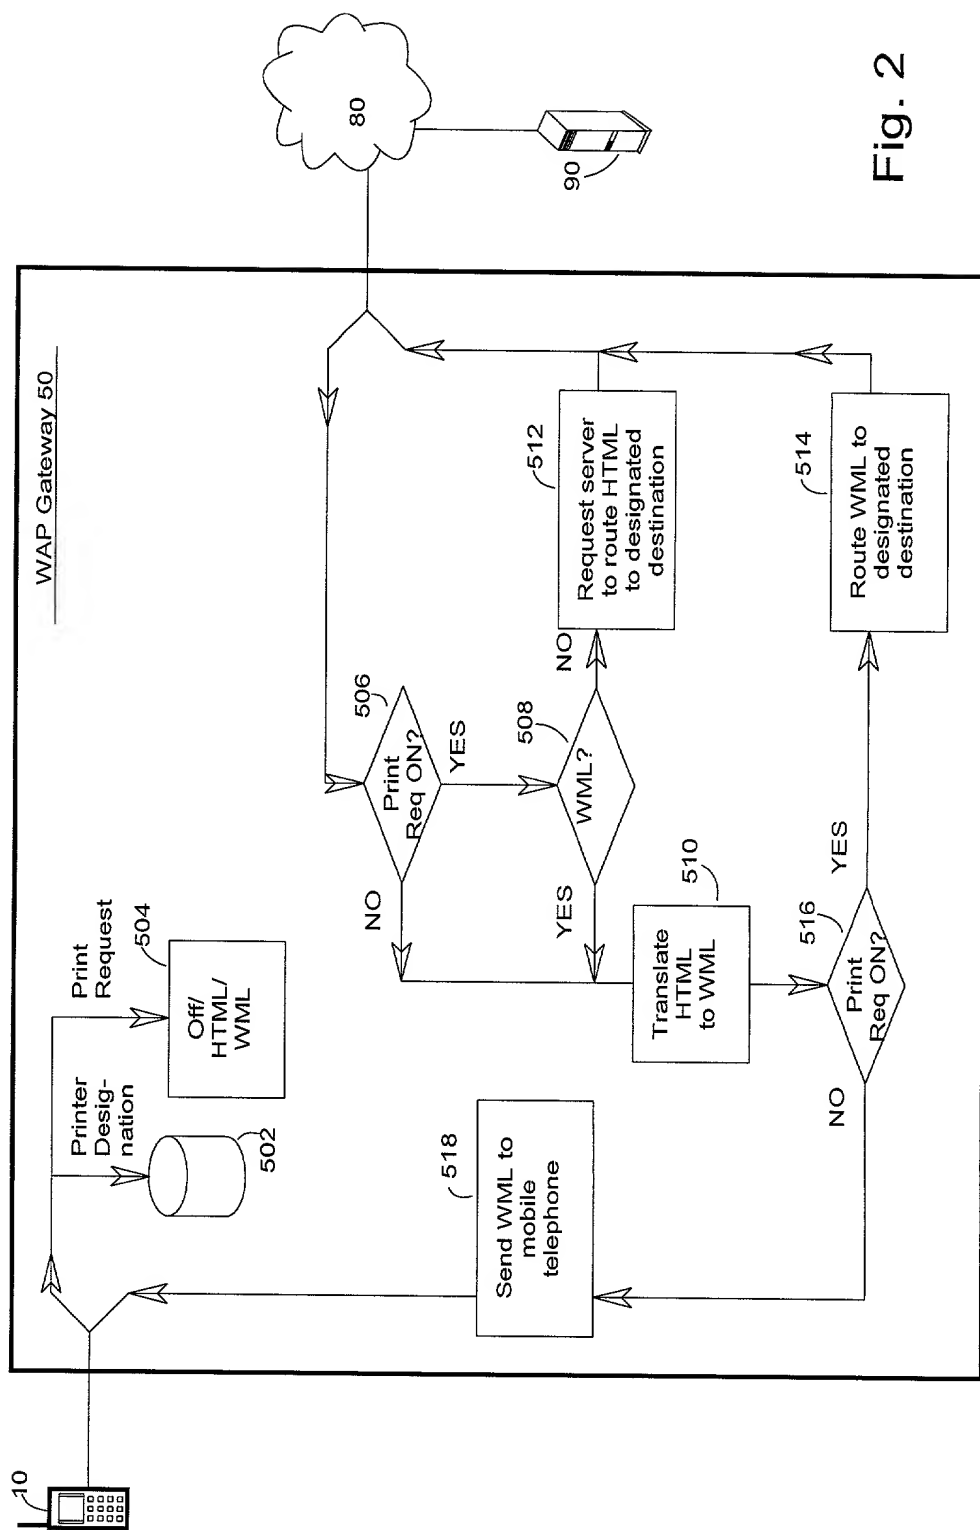 10
WAP Gateway 50
Printer
Desig-
nation
502
Print
Request
504
Off/
HTML/
WML
80
90
506
Print
Req ON?
YES
NO
508
WML?
NO
YES
512
Request server
to route HTML
to designated
destination
510
Translate
HTML
to WML
518
Send WML to
mobile
telephone
516
Print
Req ON?
NO
YES
514
Route WML to
designated
destination
Fig. 2